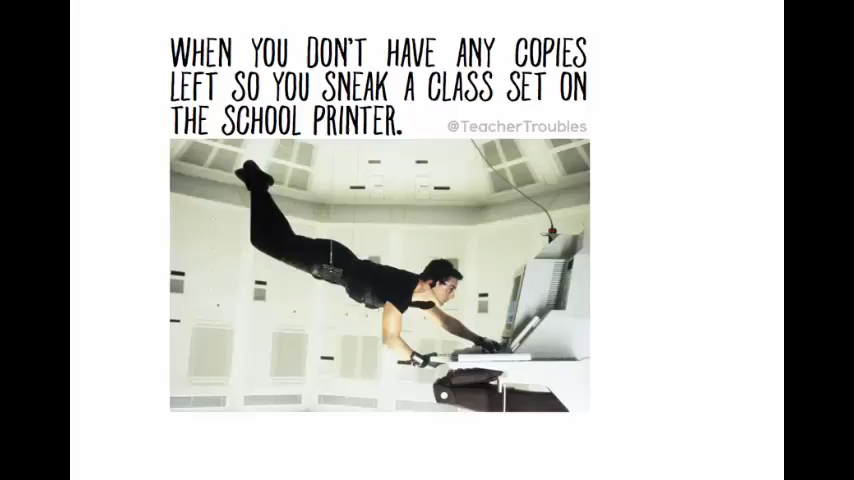 WHEN YOU DON'T HAVE ANY COPIES
LEFT SO YOU SNEAK A CLASS SET ON
THE SCHOOL PRINTER.
@TeacherTroubles